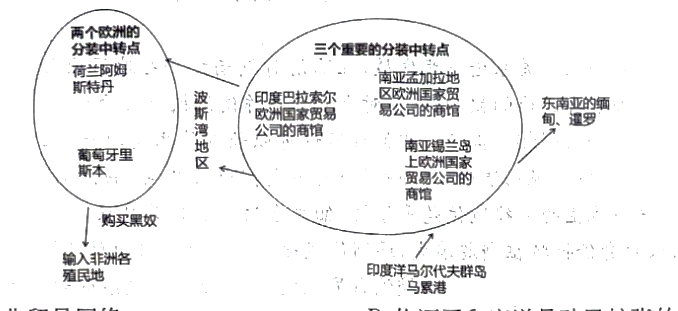 两个欧洲的
分装中转点
荷兰阿姆
斯特丹
葡萄牙里
斯本
购买黑奴
输入非洲各
殖民地
波
斯
湾
地
区
三个重要的分装中转点
印度巴拉索尔
欧洲国家贸易
公司的商馆
南亚孟加拉地
区欧洲国家贸
易公司的商馆
南亚锡兰岛
上欧洲国家
贸易公司的
商馆
东南亚的缅
甸、暹罗
印度洋马尔代夫群岛
马累港